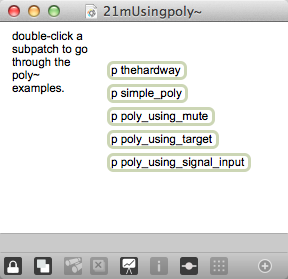 21mUsingpoly~
double-click a
subpatch to go
through the
poly~
examples.
p thehardway
p simple_poly
p poly_using_mute
p poly_using_target
p poly_using_signal_input